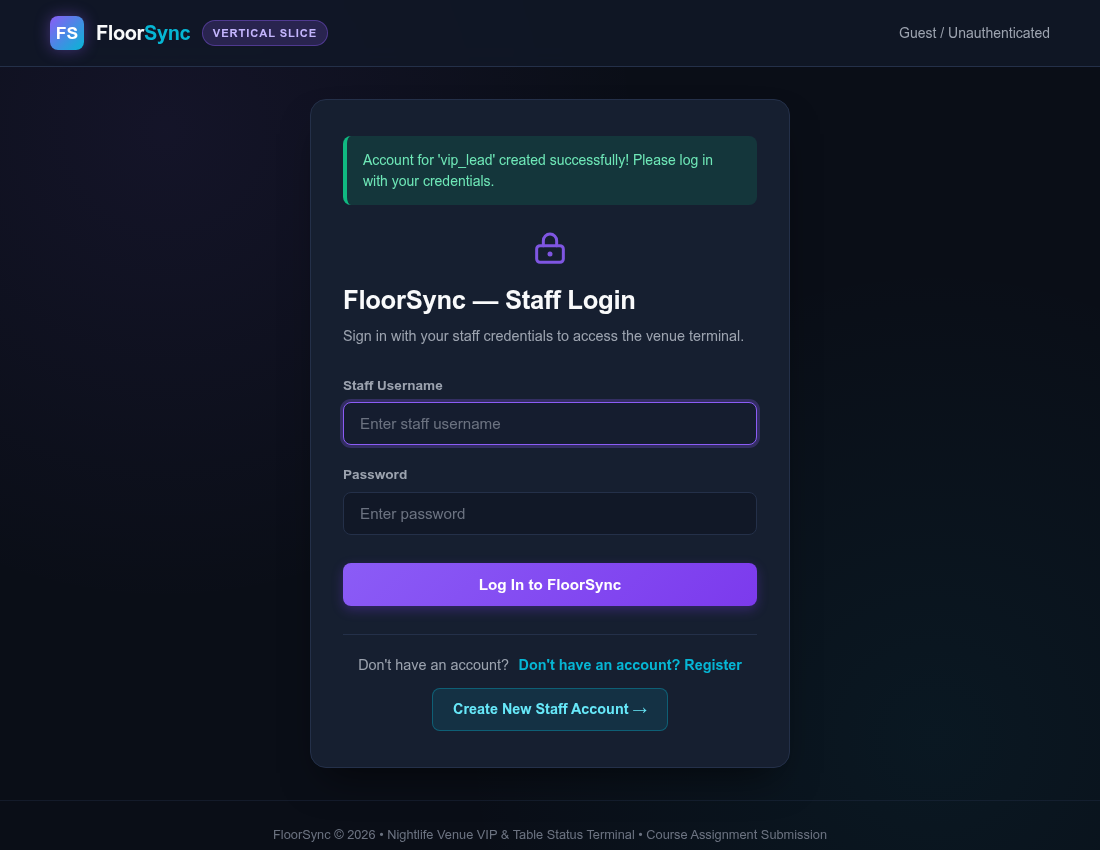 FS FloorSync VERTICAL SLICE Guest / Unauthenticated
Account for 'vip_lead' created successfully! Please log in
with your credentials.
FloorSync — Staff Login
Sign in with your staff credentials to access the venue terminal.
Staff Username
Enter staff username
Password
Enter password
Log In to FloorSync
Don't have an account? Don't have an account? Register
Create New Staff Account →
FloorSync © 2026 • Nightlife Venue VIP & Table Status Terminal • Course Assignment Submission